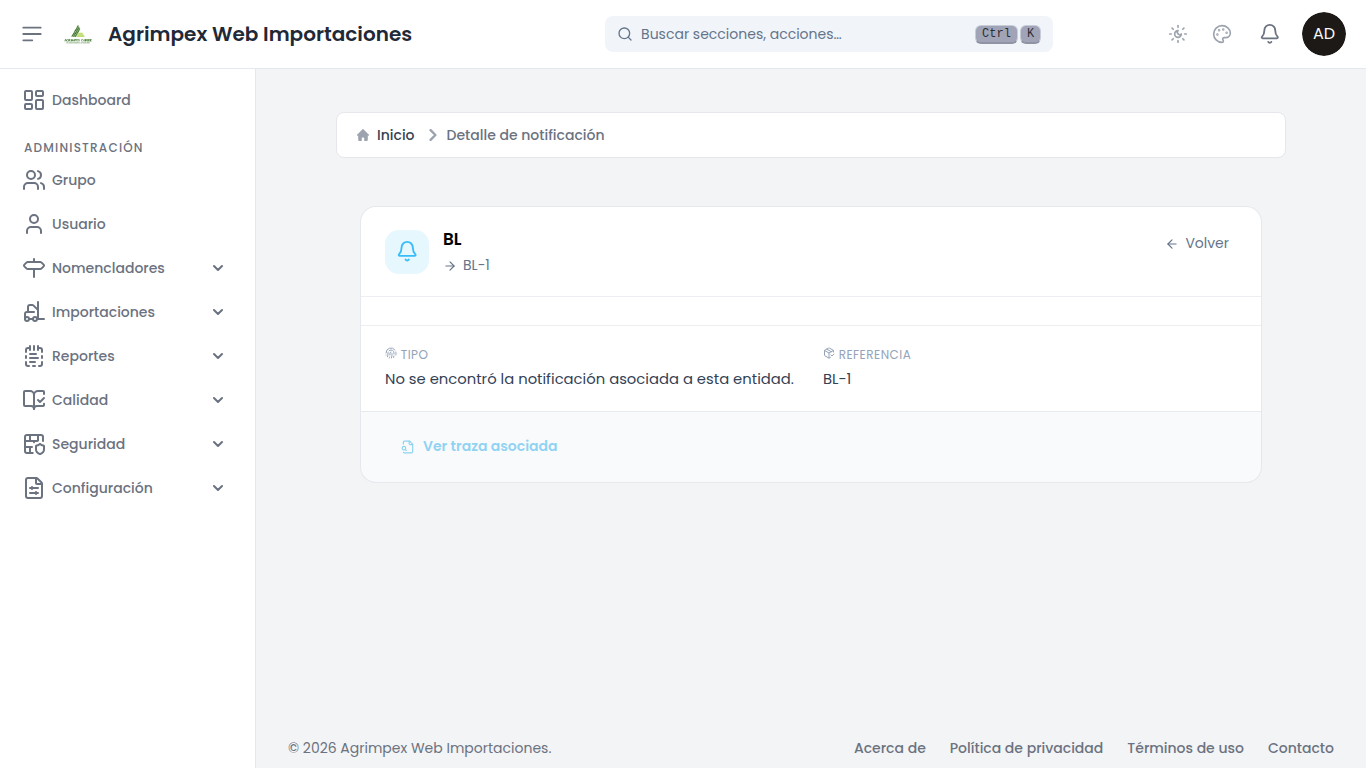 Agrimpex Web Importaciones
Buscar secciones, acciones...
Ctrl K
AD
Dashboard
ADMINISTRACIÓN
Grupo
Usuario
Nomencladores
Importaciones
Reportes
Calidad
Seguridad
Configuración
Inicio
Detalle de notificación
BL
BL-1
Volver
TIPO
No se encontró la notificación asociada a esta entidad.
REFERENCIA
BL-1
Ver traza asociada
© 2026 Agrimpex Web Importaciones.
Acerca de
Política de privacidad
Términos de uso
Contacto